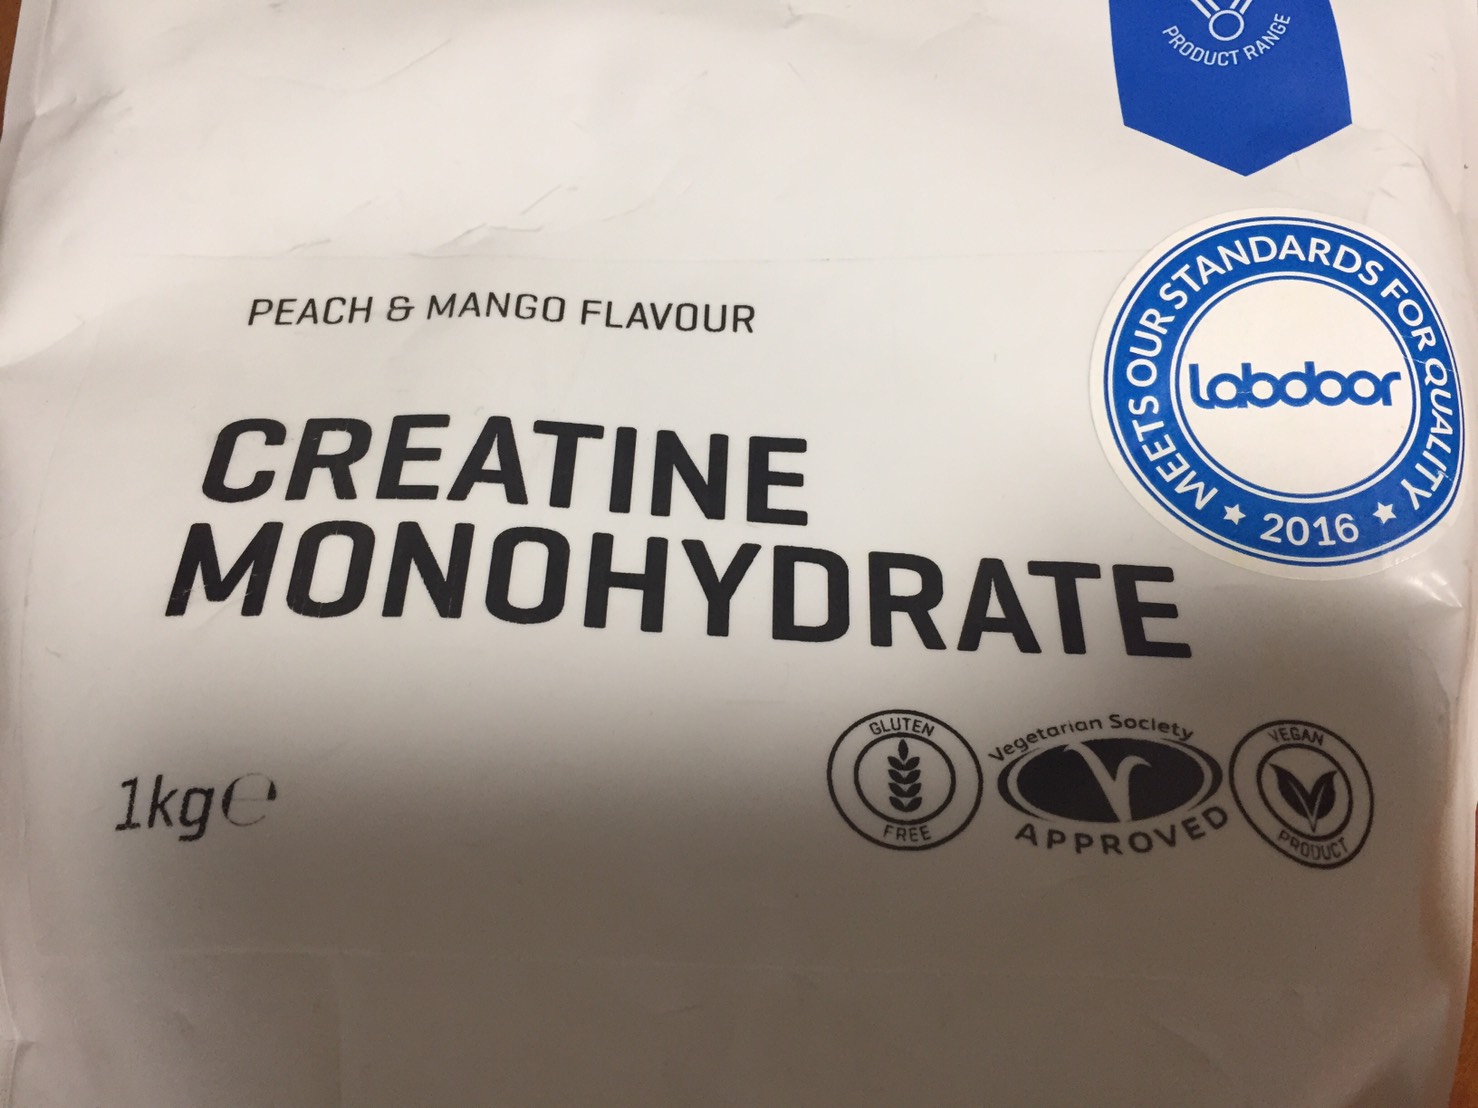 PRODUCT RANGE
MEETS OUR STANDARDS FOR QUALITY
Labdoor
★ 2016 ★
PEACH & MANGO FLAVOUR
CREATINE
MONOHYDRATE
1kg℮
GLUTEN
FREE
Vegetarian Society
APPROVED
VEGAN
PRODUCT